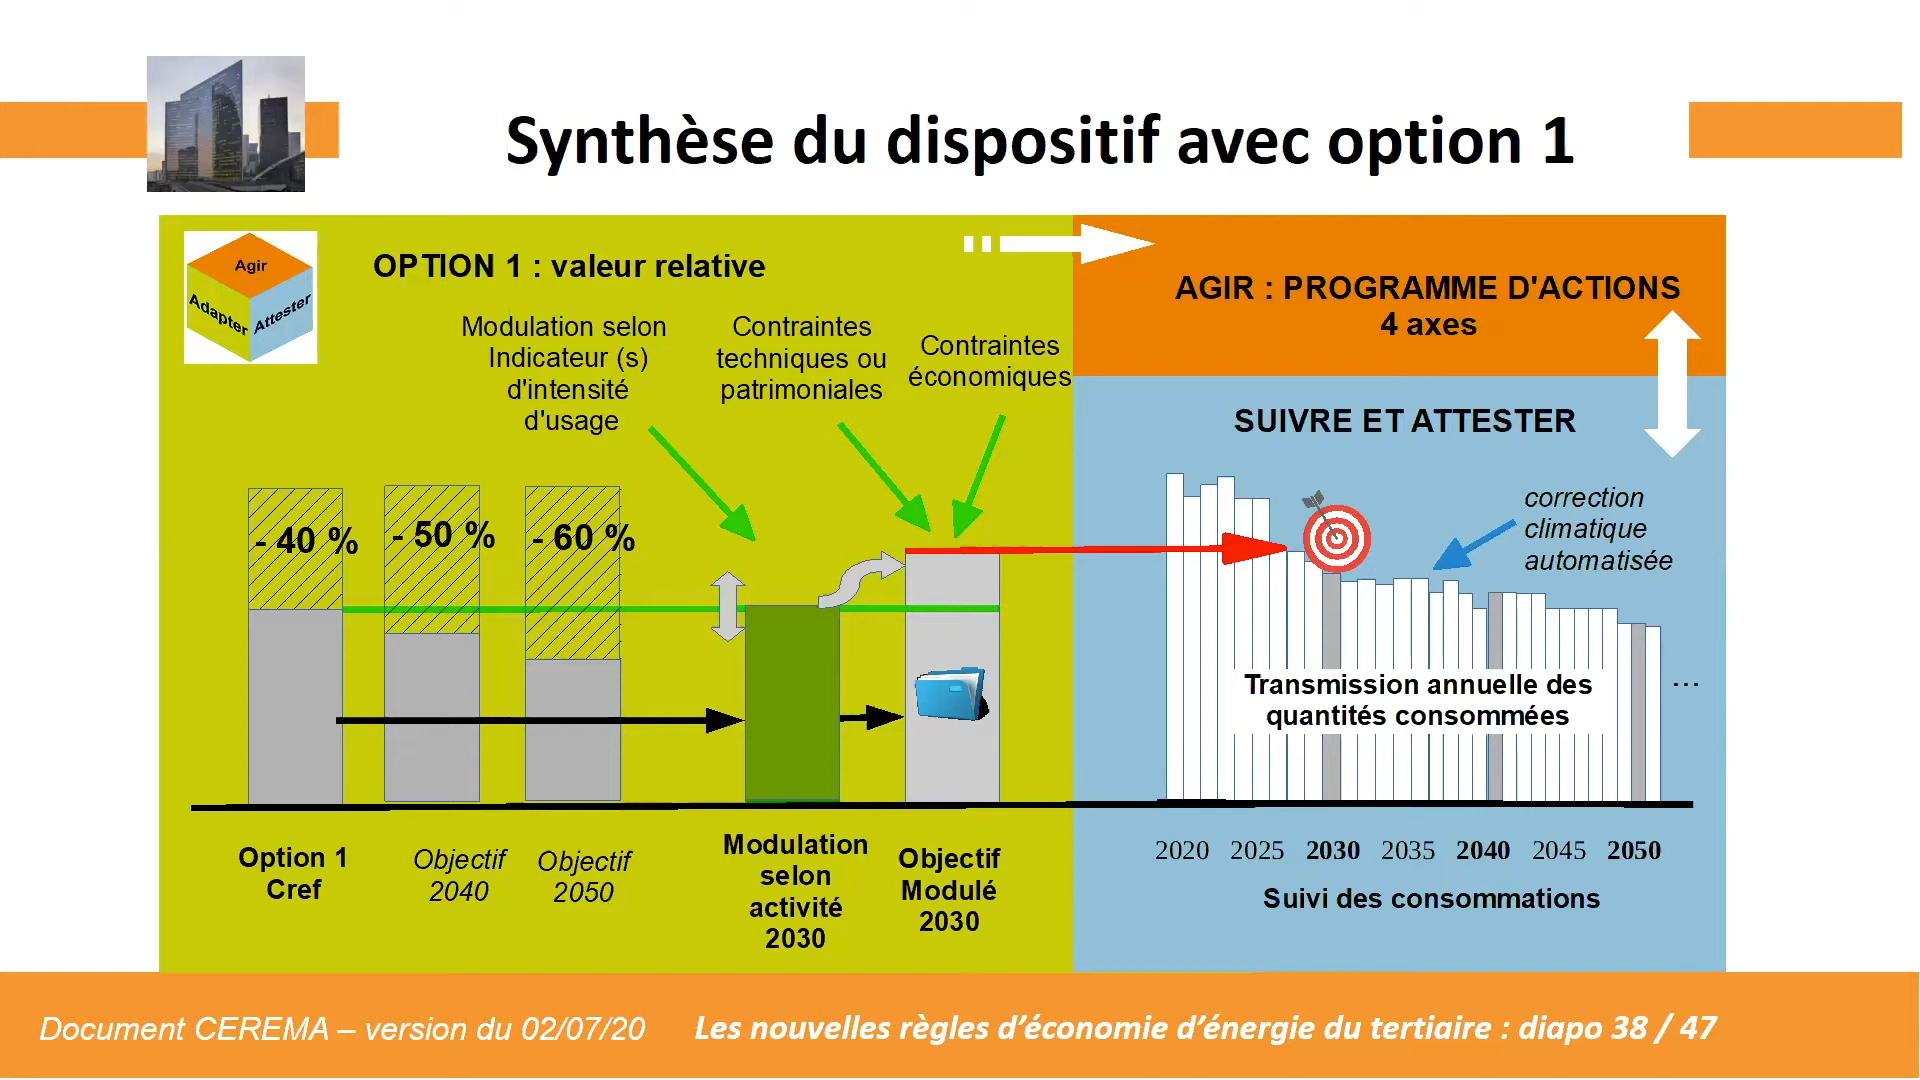 Synthèse du dispositif avec option 1
Agir
Adapter
Attester
OPTION 1 : valeur relative
Modulation selon
Indicateur (s)
d'intensité
d'usage
Contraintes
techniques ou
patrimoniales
Contraintes
économiques
- 40 %
- 50 %
- 60 %
Option 1
Cref
Objectif
2040
Objectif
2050
Modulation
selon
activité
2030
Objectif
Modulé
2030
AGIR : PROGRAMME D'ACTIONS
4 axes
SUIVRE ET ATTESTER
correction
climatique
automatisée
Transmission annuelle des
quantités consommées
...
2020 2025 2030 2035 2040 2045 2050
Suivi des consommations
Document CEREMA – version du 02/07/20
Les nouvelles règles d’économie d’énergie du tertiaire : diapo 38 / 47